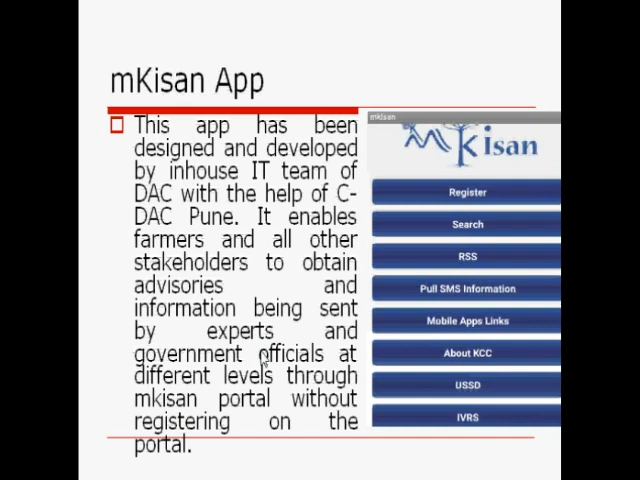 mKisan App
This app has been
designed and developed
by inhouse IT team of
DAC with the help of C-
DAC Pune. It enables
farmers and all other
stakeholders to obtain
advisories and
information being sent
by experts and
government officials at
different levels through
mkisan portal without
registering on the
portal.
mkisan
mKisan
Register
Search
RSS
Pull SMS Information
Mobile Apps Links
About KCC
USSD
IVRS